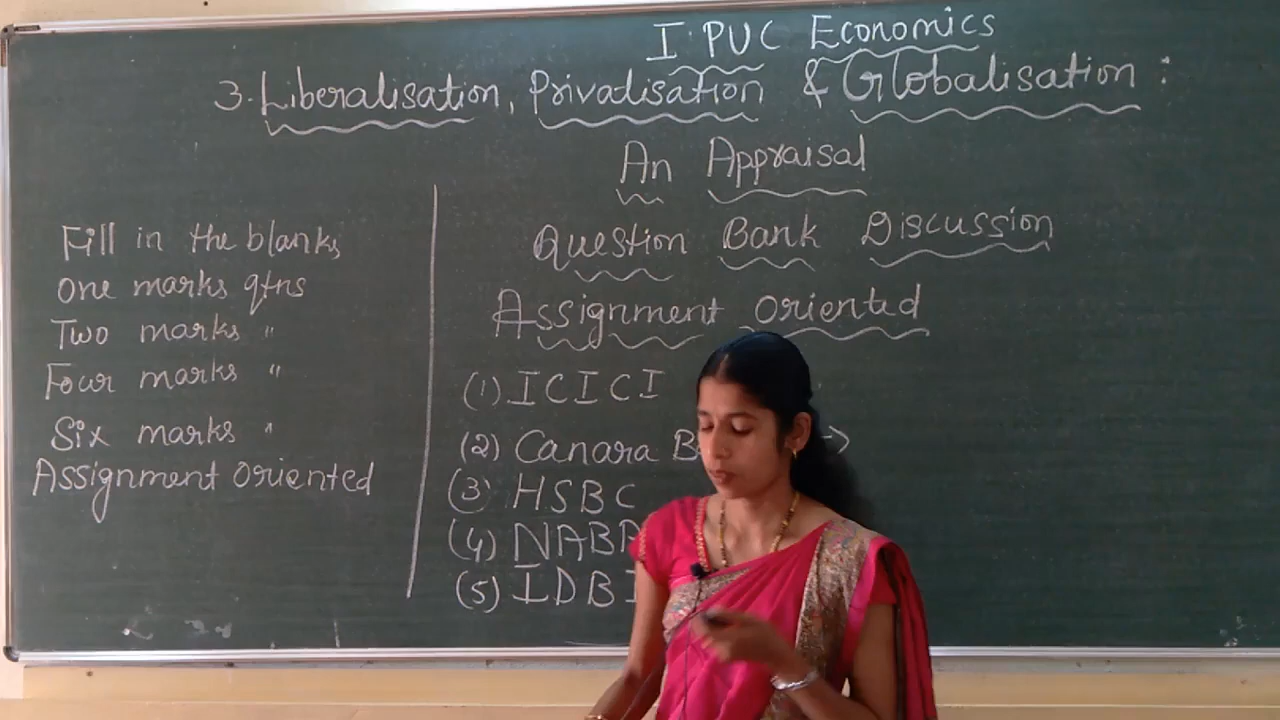 I PUC Economics
3. Liberalisation, Privatisation & Globalisation :
An Appraisal
Question Bank Discussion
Assignment Oriented
(1) ICICI
(2) Canara
(3) HSBC
(4)
(5) IDBI
Fill in the blanks
One marks qtns
Two marks "
Four marks "
Six marks "
Assignment Oriented